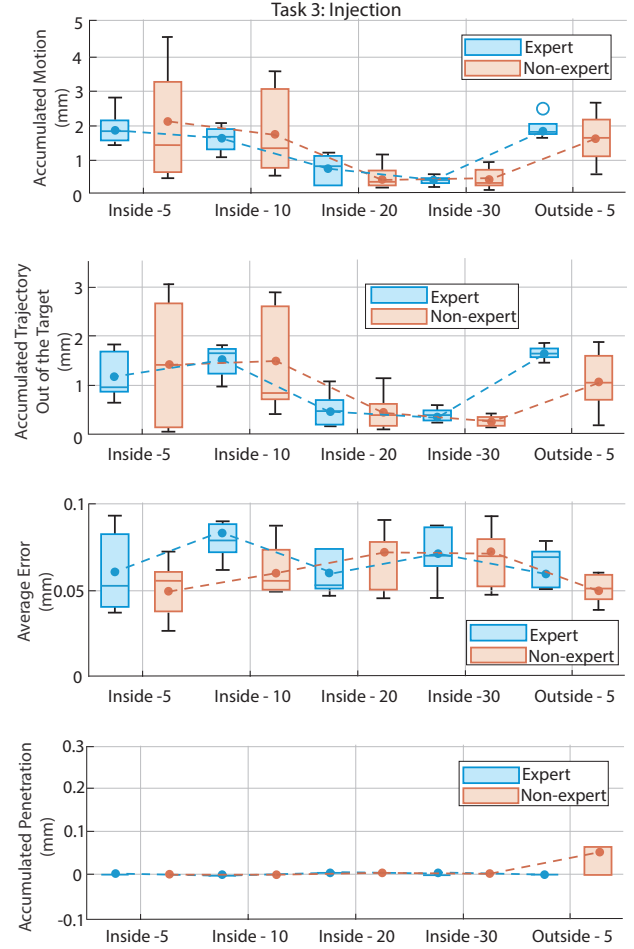 Task 3: Injection
Accumulated Motion
(mm)
5
4
3
2
1
0
Expert
Non-expert
Inside -5
Inside - 10
Inside - 20
Inside -30
Outside - 5
Accumulated Trajectory
Out of the Target
(mm)
3
2
1
0
Expert
Non-expert
Inside -5
Inside - 10
Inside - 20
Inside -30
Outside - 5
Average Error
(mm)
0.1
0.05
0
Expert
Non-expert
Inside -5
Inside - 10
Inside - 20
Inside -30
Outside - 5
Accumulated Penetration
(mm)
0.3
0.2
0.1
0
-0.1
Expert
Non-expert
Inside -5
Inside - 10
Inside - 20
Inside -30
Outside - 5